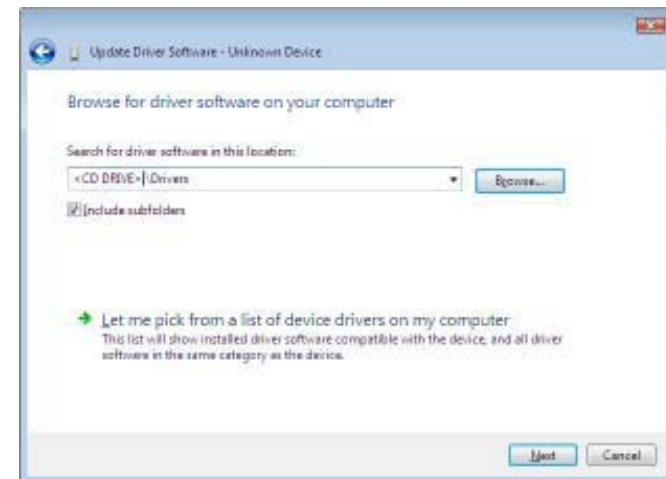 Update Driver Software - Unknown Device
Browse for driver software on your computer
Search for driver software in this location:
<CD DRIVE>\Drivers
Browse...
Include subfolders
Let me pick from a list of device drivers on my computer
This list will show installed driver software compatible with the device, and all driver
software in the same category as the device.
Next
Cancel